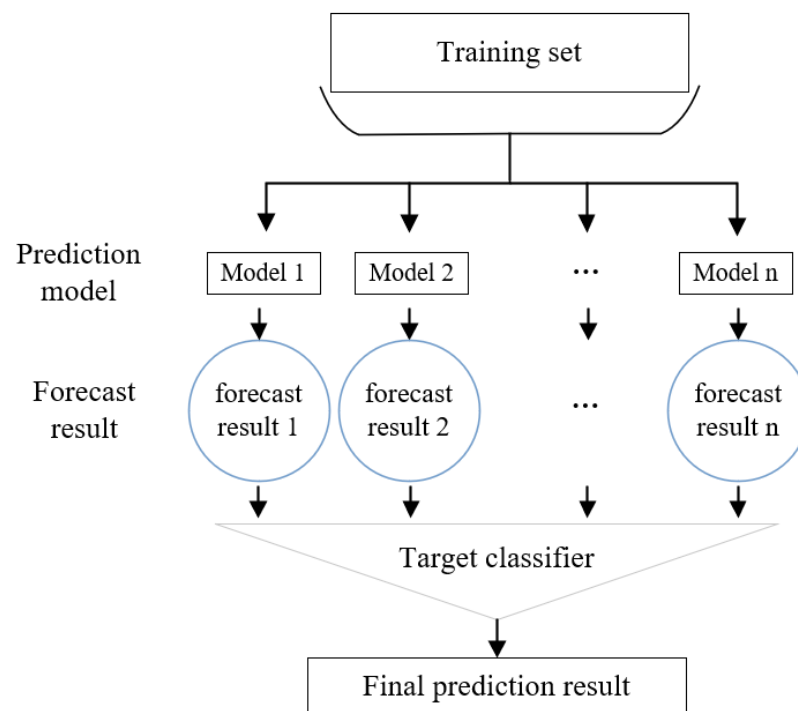 Training set
Prediction
model
Model 1
Model 2
...
Model n
Forecast
result
forecast
result 1
forecast
result 2
...
forecast
result n
Target classifier
Final prediction result